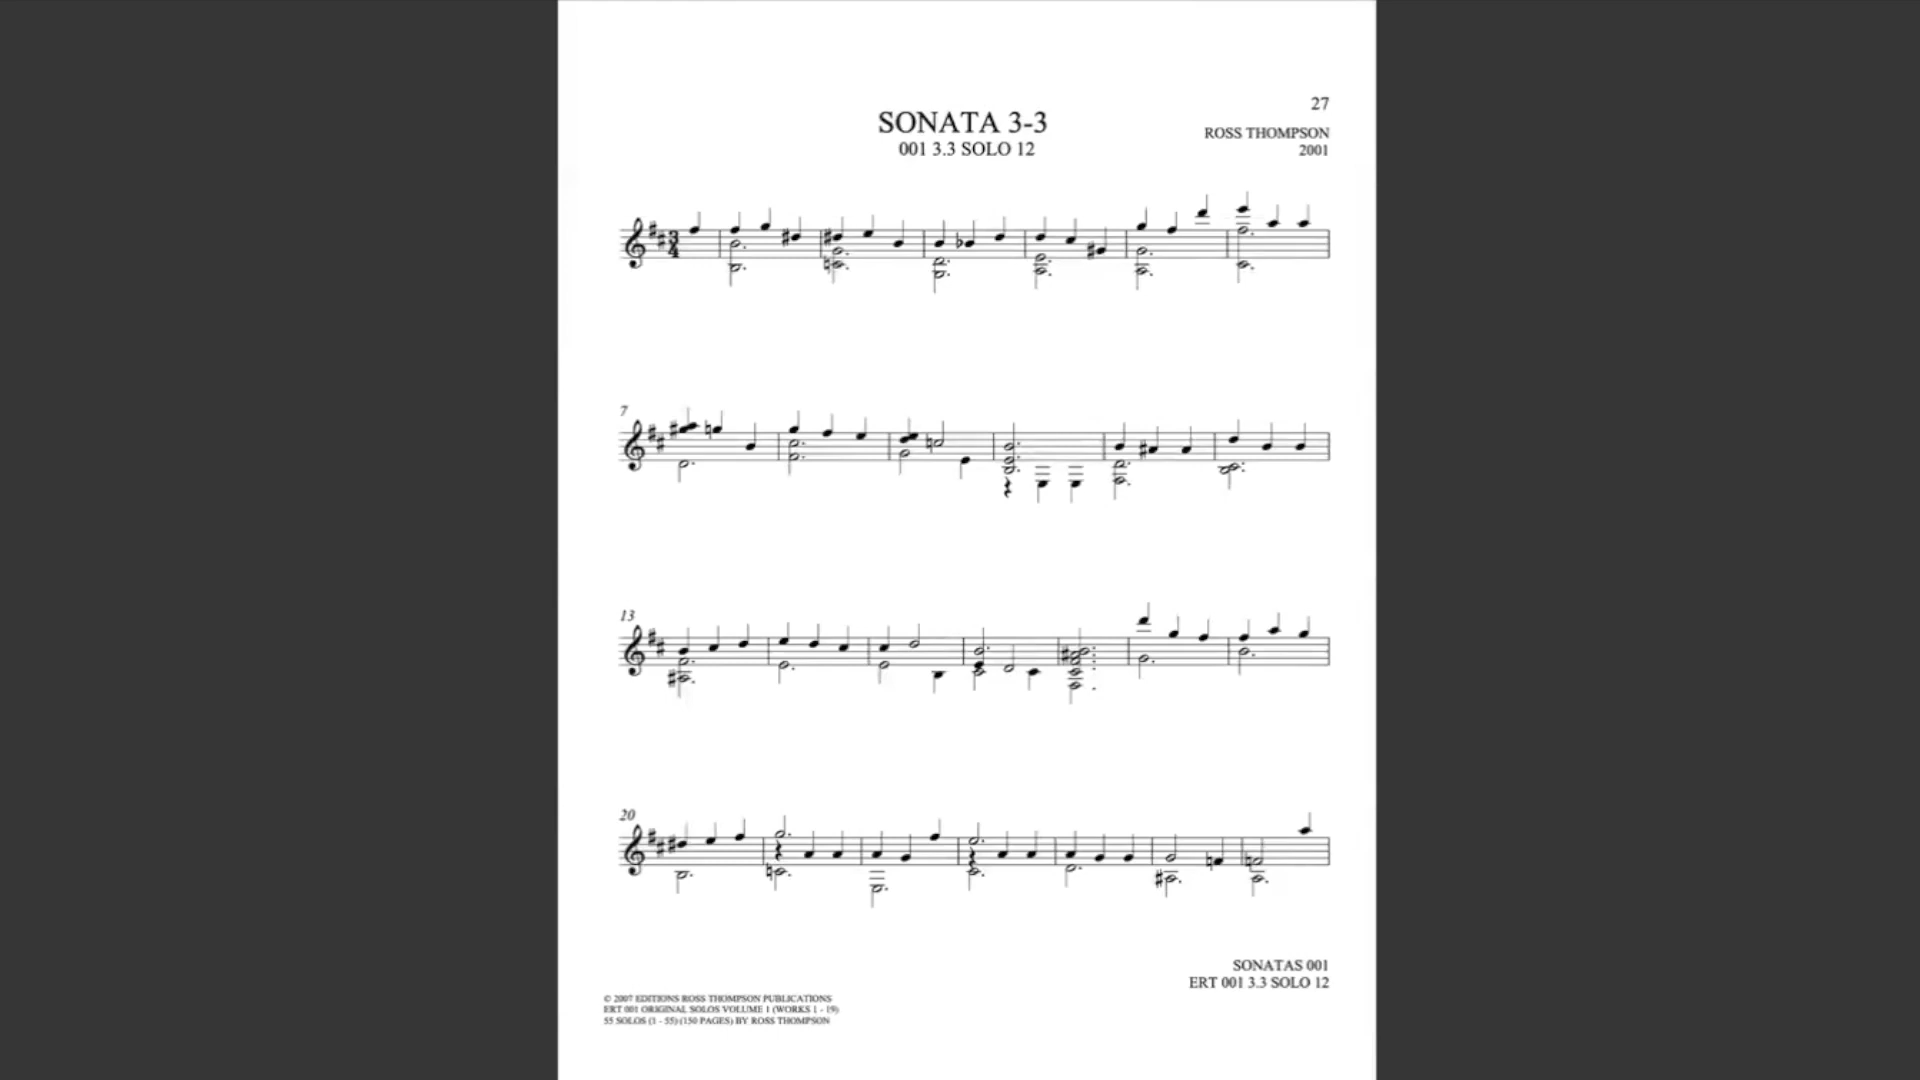 27
SONATA 3-3
ROSS THOMPSON
001 3.3 SOLO 12
2001
7
13
20
SONATAS 001
ERT 001 3.3 SOLO 12
© 2007 EDITIONS ROSS THOMPSON PUBLICATIONS
ERT 001 ORIGINAL SOLOS VOLUME 1 (WORKS 1 - 19)
55 SOLOS (1 - 55) (150 PAGES) BY ROSS THOMPSON